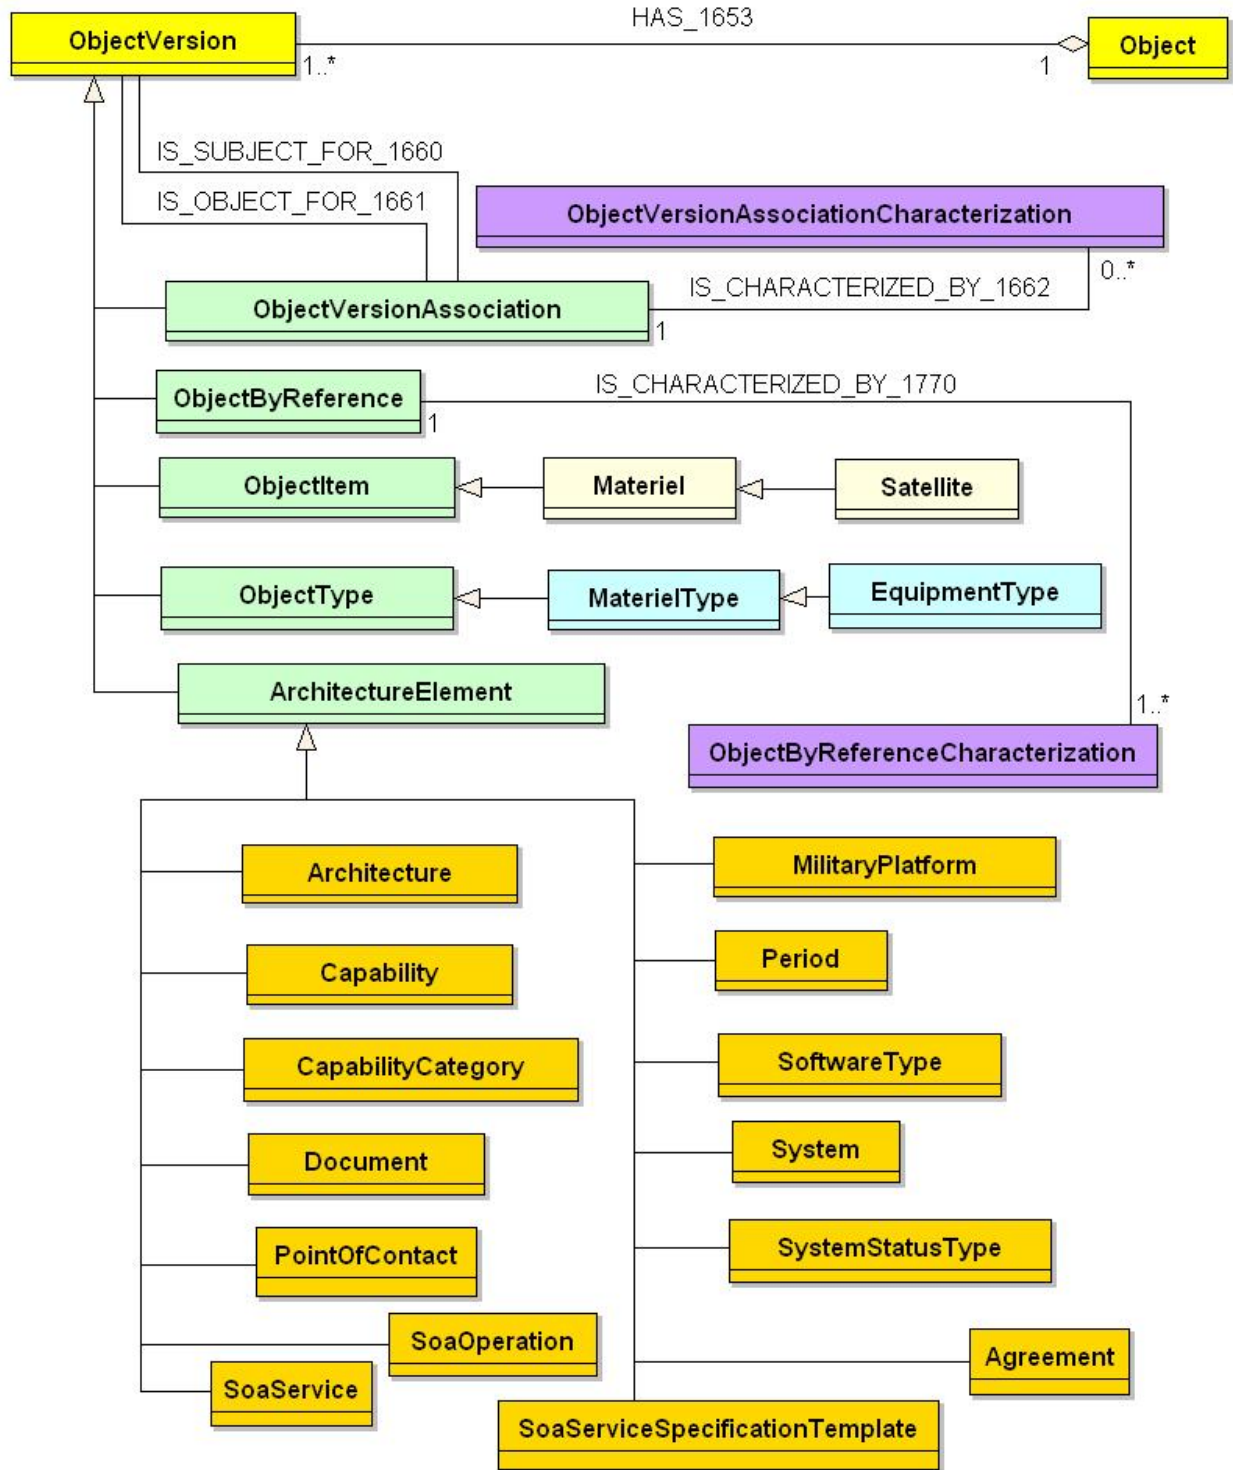 HAS_1653
ObjectVersion
Object
1..*
1
IS_SUBJECT_FOR_1660
IS_OBJECT_FOR_1661
ObjectVersionAssociationCharacterization
0..*
IS_CHARACTERIZED_BY_1662
ObjectVersionAssociation
1
IS_CHARACTERIZED_BY_1770
ObjectByReference
1
ObjectItem
Materiel
Satellite
ObjectType
MaterielType
EquipmentType
ArchitectureElement
1..*
ObjectByReferenceCharacterization
Architecture
MilitaryPlatform
Capability
Period
CapabilityCategory
SoftwareType
Document
System
PointOfContact
SystemStatusType
SoaOperation
Agreement
SoaService
SoaServiceSpecificationTemplate